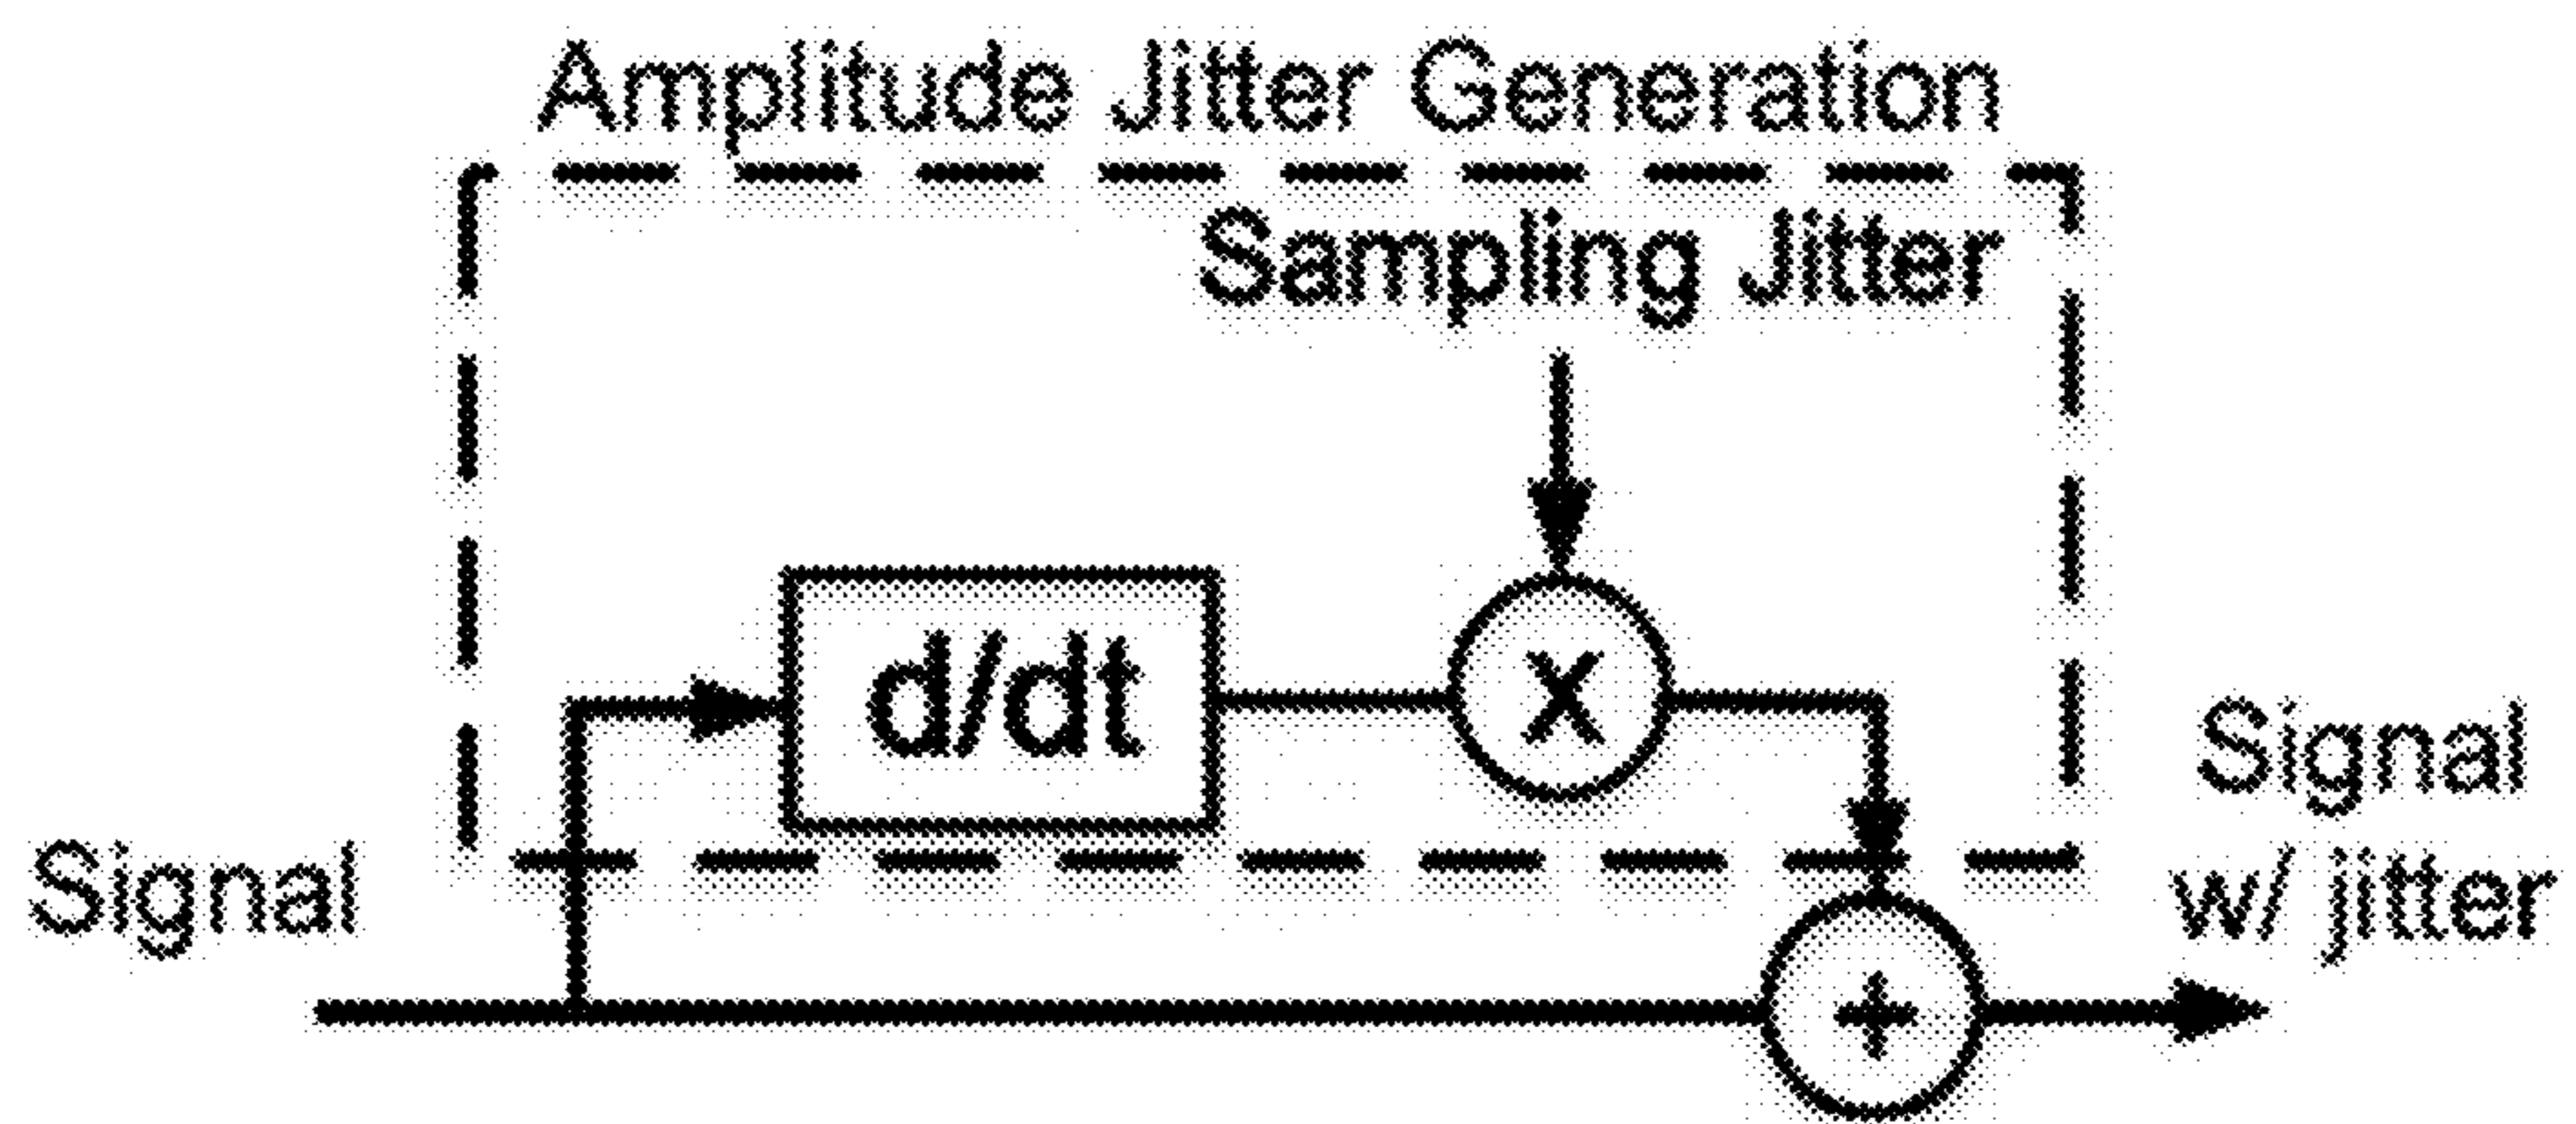 Amplitude Jitter Generation
Sampling Jitter
d/dt
X
Signal
w/ jitter
Signal
+